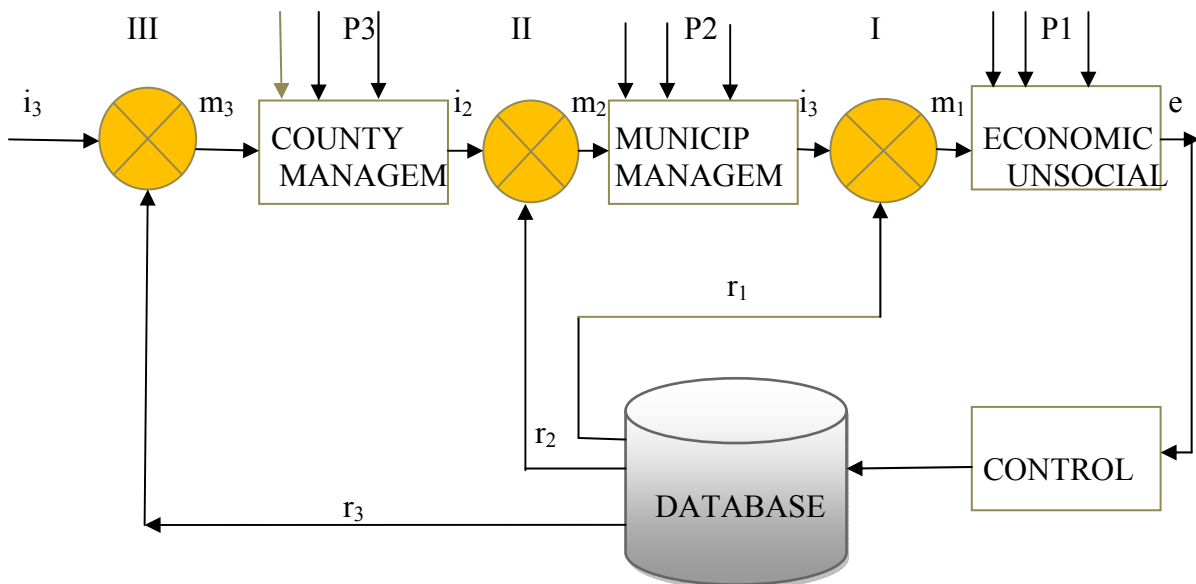 III P3 II P2 I P1
i₃ m₃ i₂ m₂ i₃ m₁ e
COUNTY
MANAGEM
MUNICIP
MANAGEM
ECONOMIC
UNSOCIAL
r₁
r₂
r₃
DATABASE
CONTROL